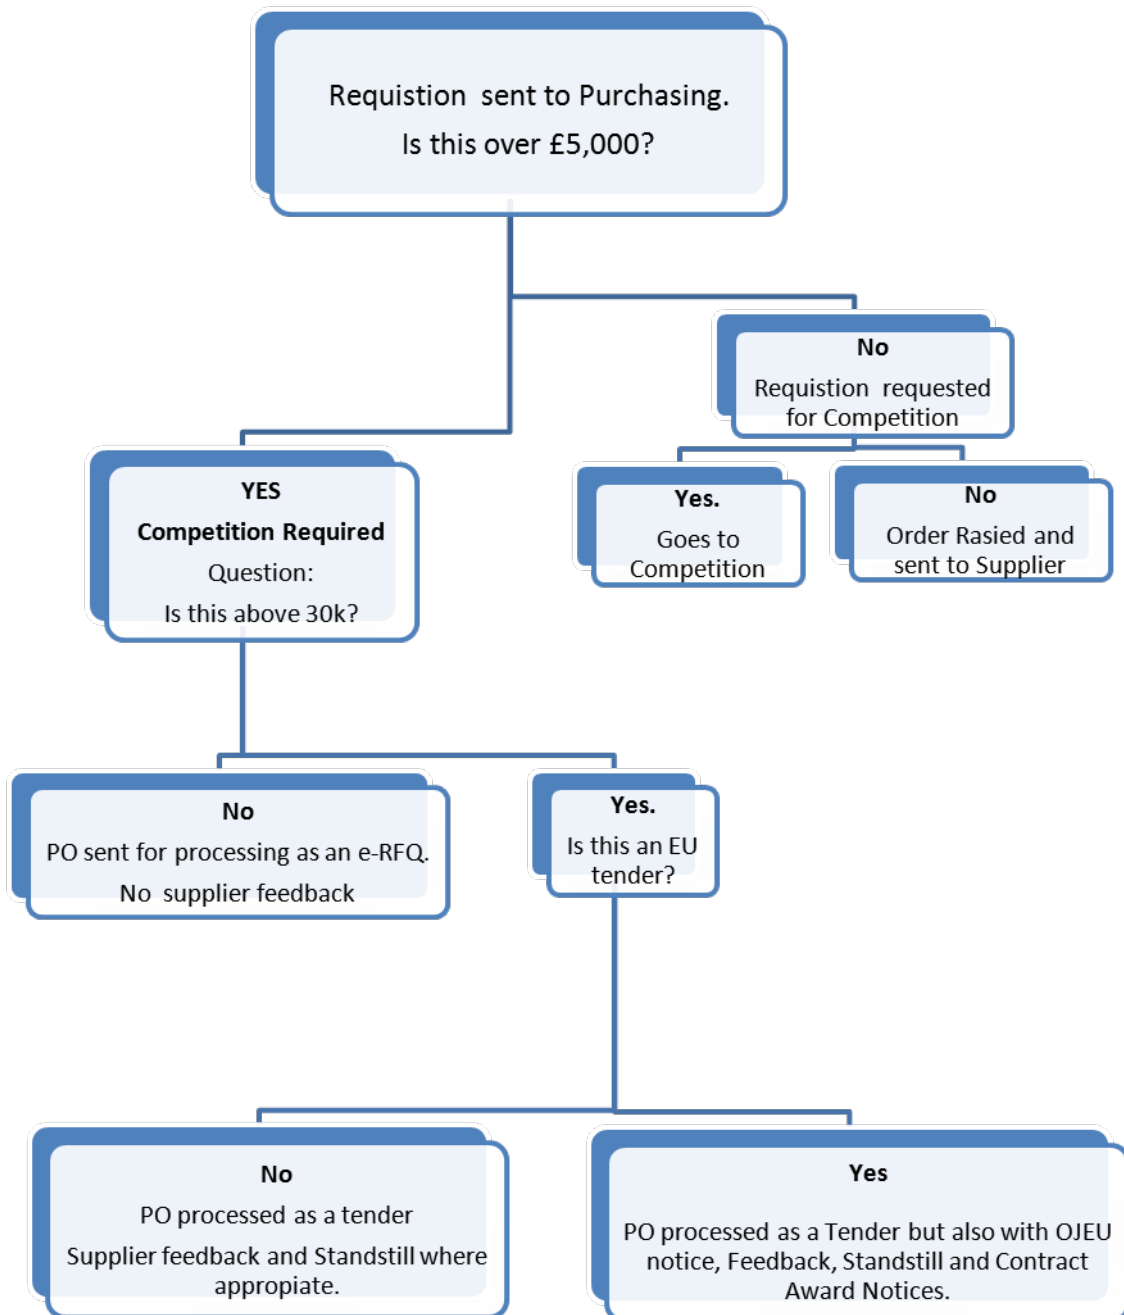 Requistion sent to Purchasing.
Is this over £5,000?
No
Requistion requested
for Competition
Yes.
Goes to
Competition
No
Order Rasied and
sent to Supplier
YES
Competition Required
Question:
Is this above 30k?
No
PO sent for processing as an e-RFQ.
No supplier feedback
Yes.
Is this an EU
tender?
No
PO processed as a tender
Supplier feedback and Standstill where
appropiate.
Yes
PO processed as a Tender but also with OJEU
notice, Feedback, Standstill and Contract
Award Notices.